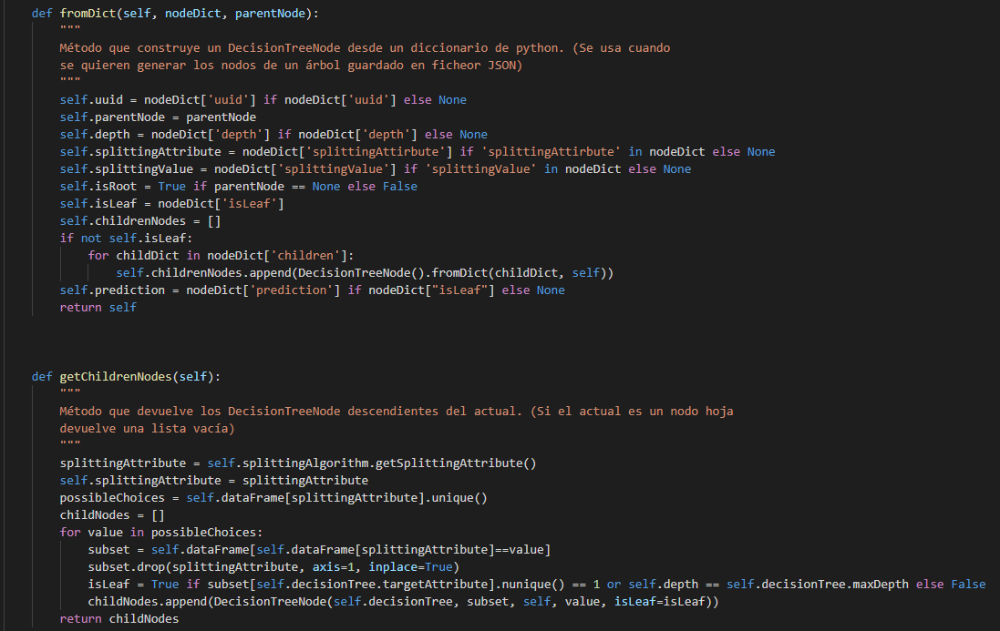 def fromDict(self, nodeDict, parentNode):
"""
Método que construye un DecisionTreeNode desde un diccionario de python. (Se usa cuando
se quieren generar los nodos de un árbol guardado en ficheor JSON)
"""
self.uuid = nodeDict['uuid'] if nodeDict['uuid'] else None
self.parentNode = parentNode
self.depth = nodeDict['depth'] if nodeDict['depth'] else None
self.splittingAttribute = nodeDict['splittingAttirbute'] if 'splittingAttirbute' in nodeDict else None
self.splittingValue = nodeDict['splittingValue'] if 'splittingValue' in nodeDict else None
self.isRoot = True if parentNode == None else False
self.isLeaf = nodeDict['isLeaf']
self.childrenNodes = []
if not self.isLeaf:
for childDict in nodeDict['children']:
self.childrenNodes.append(DecisionTreeNode().fromDict(childDict, self))
self.prediction = nodeDict['prediction'] if nodeDict["isLeaf"] else None
return self
def getChildrenNodes(self):
"""
Método que devuelve los DecisionTreeNode descendientes del actual. (Si el actual es un nodo hoja
devuelve una lista vacía)
"""
splittingAttribute = self.splittingAlgorithm.getSplittingAttribute()
self.splittingAttribute = splittingAttribute
possibleChoices = self.dataFrame[splittingAttribute].unique()
childNodes = []
for value in possibleChoices:
subset = self.dataFrame[self.dataFrame[splittingAttribute]==value]
subset.drop(splittingAttribute, axis=1, inplace=True)
isLeaf = True if subset[self.decisionTree.targetAttribute].nunique() == 1 or self.depth == self.decisionTree.maxDepth else False
childNodes.append(DecisionTreeNode(self.decisionTree, subset, self, value, isLeaf=isLeaf))
return childNodes